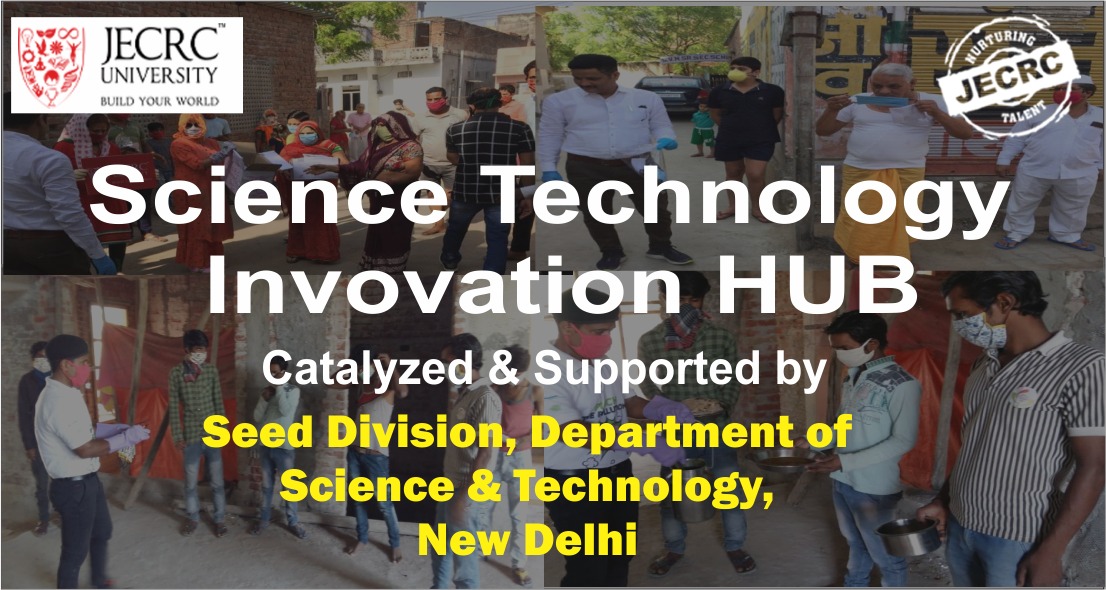 JECRC™
UNIVERSITY
BUILD YOUR WORLD
NURTURING
JECRC
TALENT
Science Technology
Invovation HUB
Catalyzed & Supported by
Seed Division, Department of
Science & Technology,
New Delhi